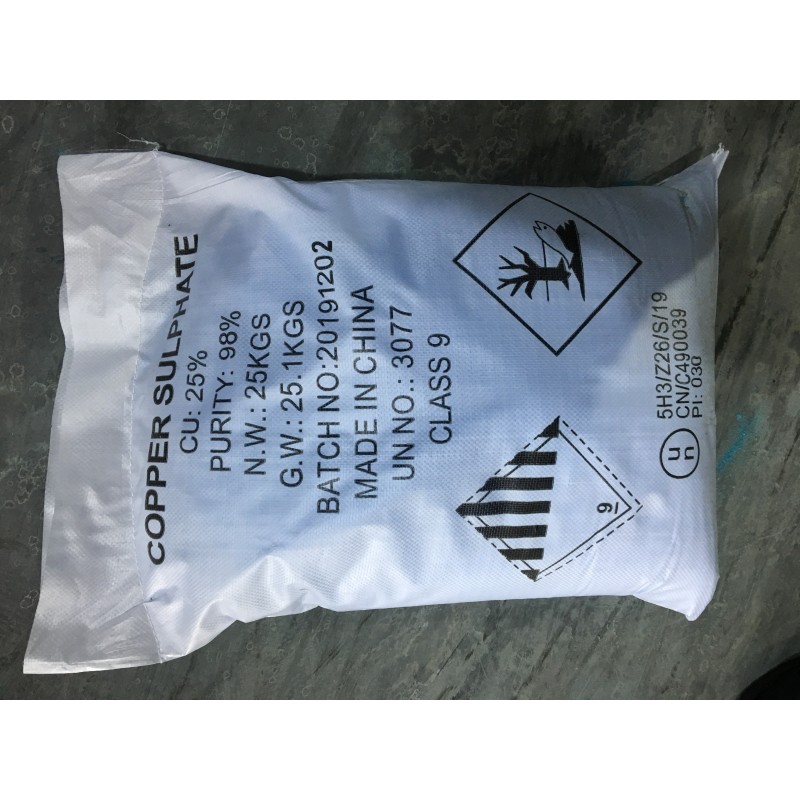 COPPER SULPHATE
CU: 25%
PURITY: 98%
N.W.: 25KGS
G.W.: 25.1KGS
BATCH NO:20191202
MADE IN CHINA
UN NO.: 3077
CLASS 9
9
u
n
5H3/Z26/S/19
CN/C490039
PI: 030